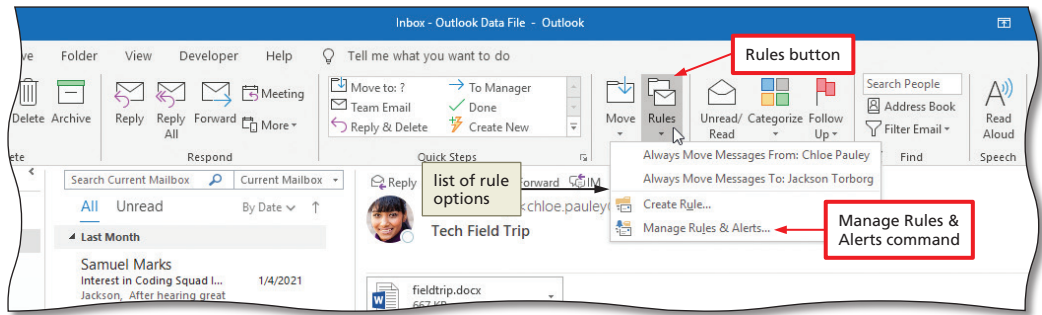 Inbox - Outlook Data File - Outlook
Folder View Developer Help Tell me what you want to do
Rules button
Delete Archive
Reply
Reply All
Forward
Meeting
More
Respond
Move to: ?
To Manager
Team Email
Done
Reply & Delete
Create New
Quick Steps
Move
Rules
Unread/ Read
Categorize
Follow Up
Search People
Address Book
Filter Email
Find
Read Aloud
Speech
Always Move Messages From: Chloe Pauley
Always Move Messages To: Jackson Torborg
Create Rule...
Manage Rules & Alerts...
list of rule options
Manage Rules & Alerts command
Search Current Mailbox
Current Mailbox
All Unread By Date
Last Month
Samuel Marks
Interest in Coding Squad I... 1/4/2021
Jackson, After hearing great
Reply
IM
Tech Field Trip
fieldtrip.docx
667 KB